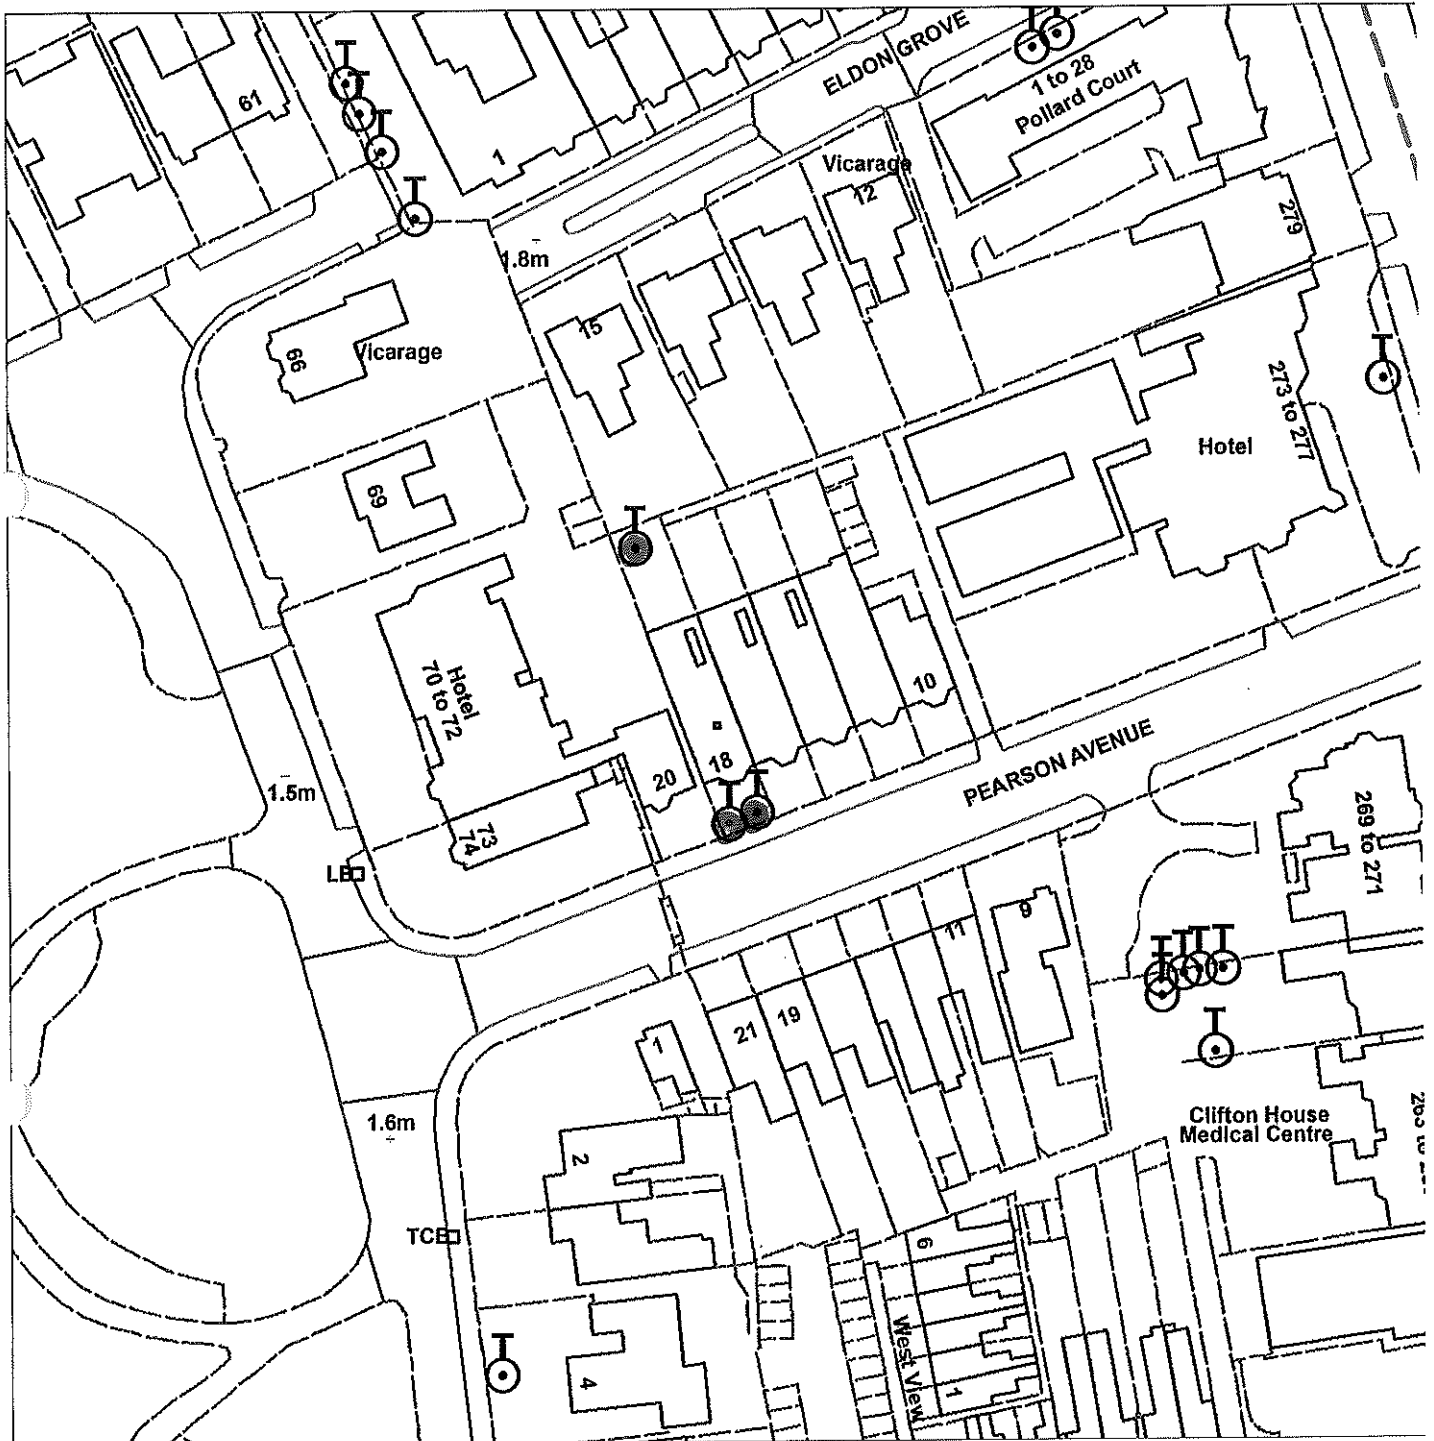 T
T
T
T
T
T
61
1
ELDON GROVE
1 to 28
Pollard Court
Vicarage
12
279
1.8m
15
66
Vicarage
T
273 to 277
Hotel
69
T
Hotel
70 to 72
10
18
20
T
T
PEARSON AVENUE
1.5m
73
74
LB
269 to 271
9
11
T
T
T
T
T
21
19
1
T
Clifton House
Medical Centre
1.6m
2
TCB
6
T
4
West View
1